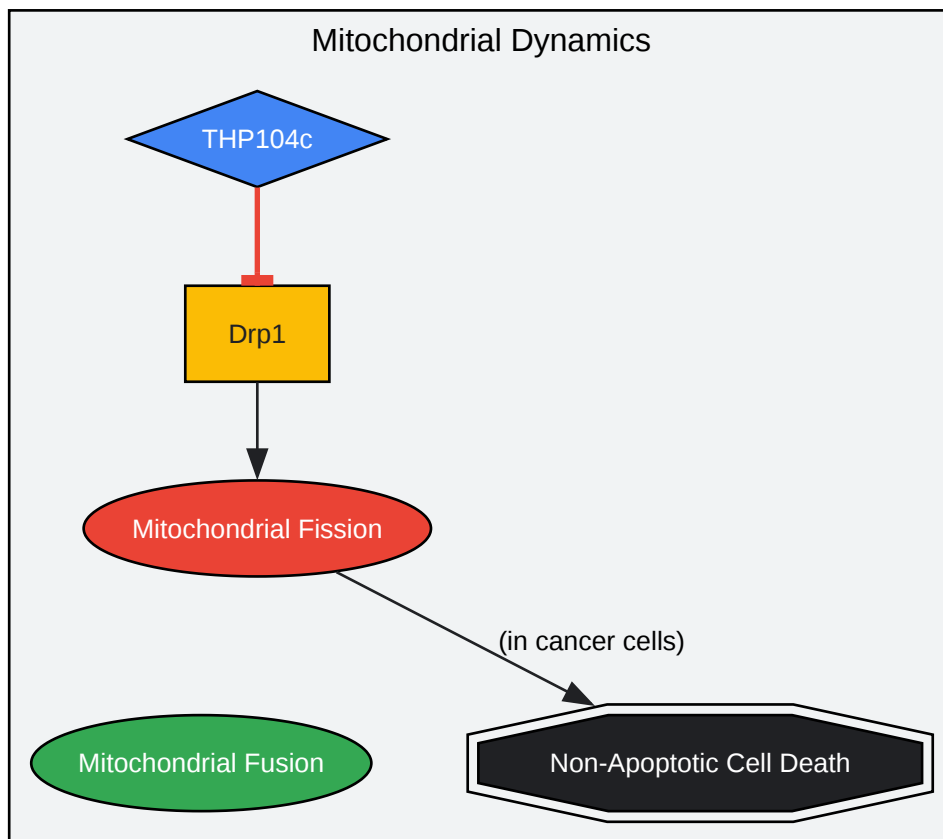 Mitochondrial Dynamics
THP104c
Drp1
Mitochondrial Fission
(in cancer cells)
Mitochondrial Fusion
Non-Apoptotic Cell Death